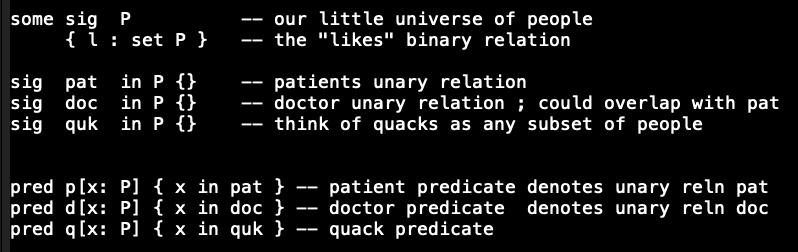 some sig  P           -- our little universe of people
     { l : set P }    -- the "likes" binary relation
sig  pat  in P {}     -- patients unary relation
sig  doc  in P {}     -- doctor unary relation ; could overlap with pat
sig  quk  in P {}     -- think of quacks as any subset of people
pred p[x: P] { x in pat } -- patient predicate denotes unary reln pat
pred d[x: P] { x in doc } -- doctor predicate  denotes unary reln doc
pred q[x: P] { x in quk } -- quack predicate